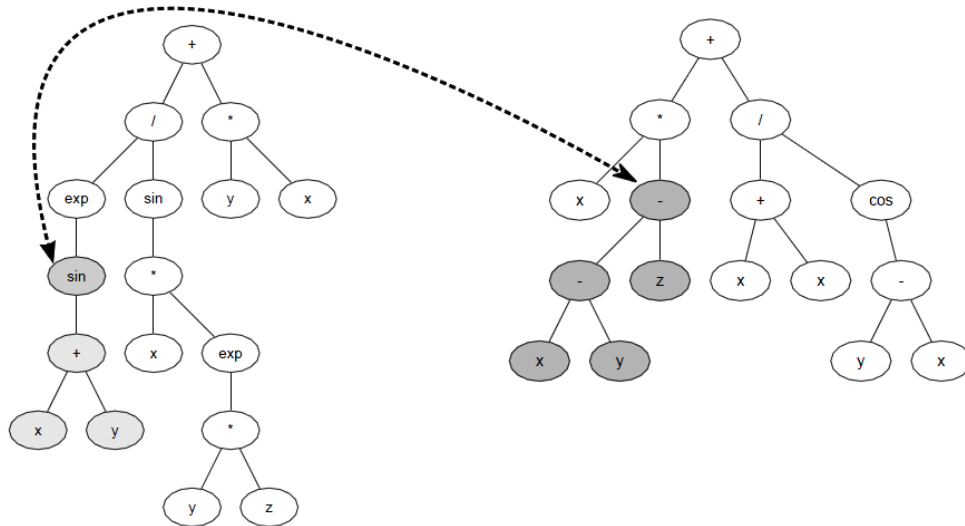 + +
/ * * /
exp sin y x x - + cos
sin * - z x x -
+ x exp x y y x
x y *
y z